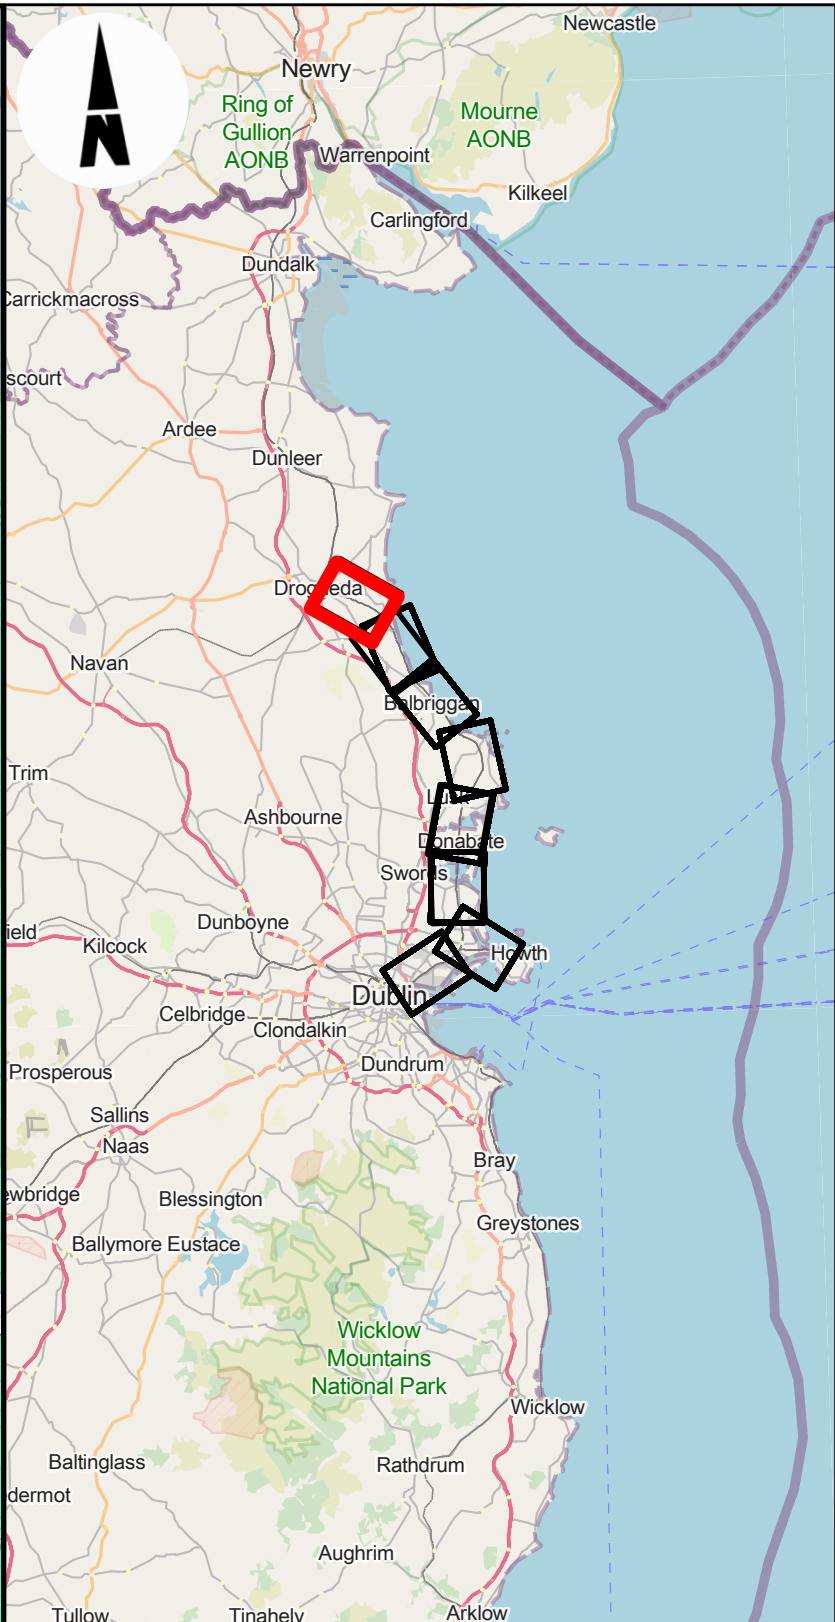 Newcastle
Newry
Ring of
Gullion
AONB
Mourne
AONB
N
Warrenpoint
Kilkeel
Carlingford
Dundalk
Carrickmacross
scourt
Ardee
Dunleer
Navan
Balbriggan
Trim
Ashbourne
Donabate
Swords
Dunboyne
ield
Kilcock
Howth
Dublin
Celbridge
Clondalkin
Dundrum
Prosperous
Sallins
Naas
Bray
ewbridge
Blessington
Greystones
Ballymore Eustace
Wicklow
Mountains
National Park
Wicklow
Baltinglass
Rathdrum
dermot
Aughrim
Tullow
Tinahely
Arklow